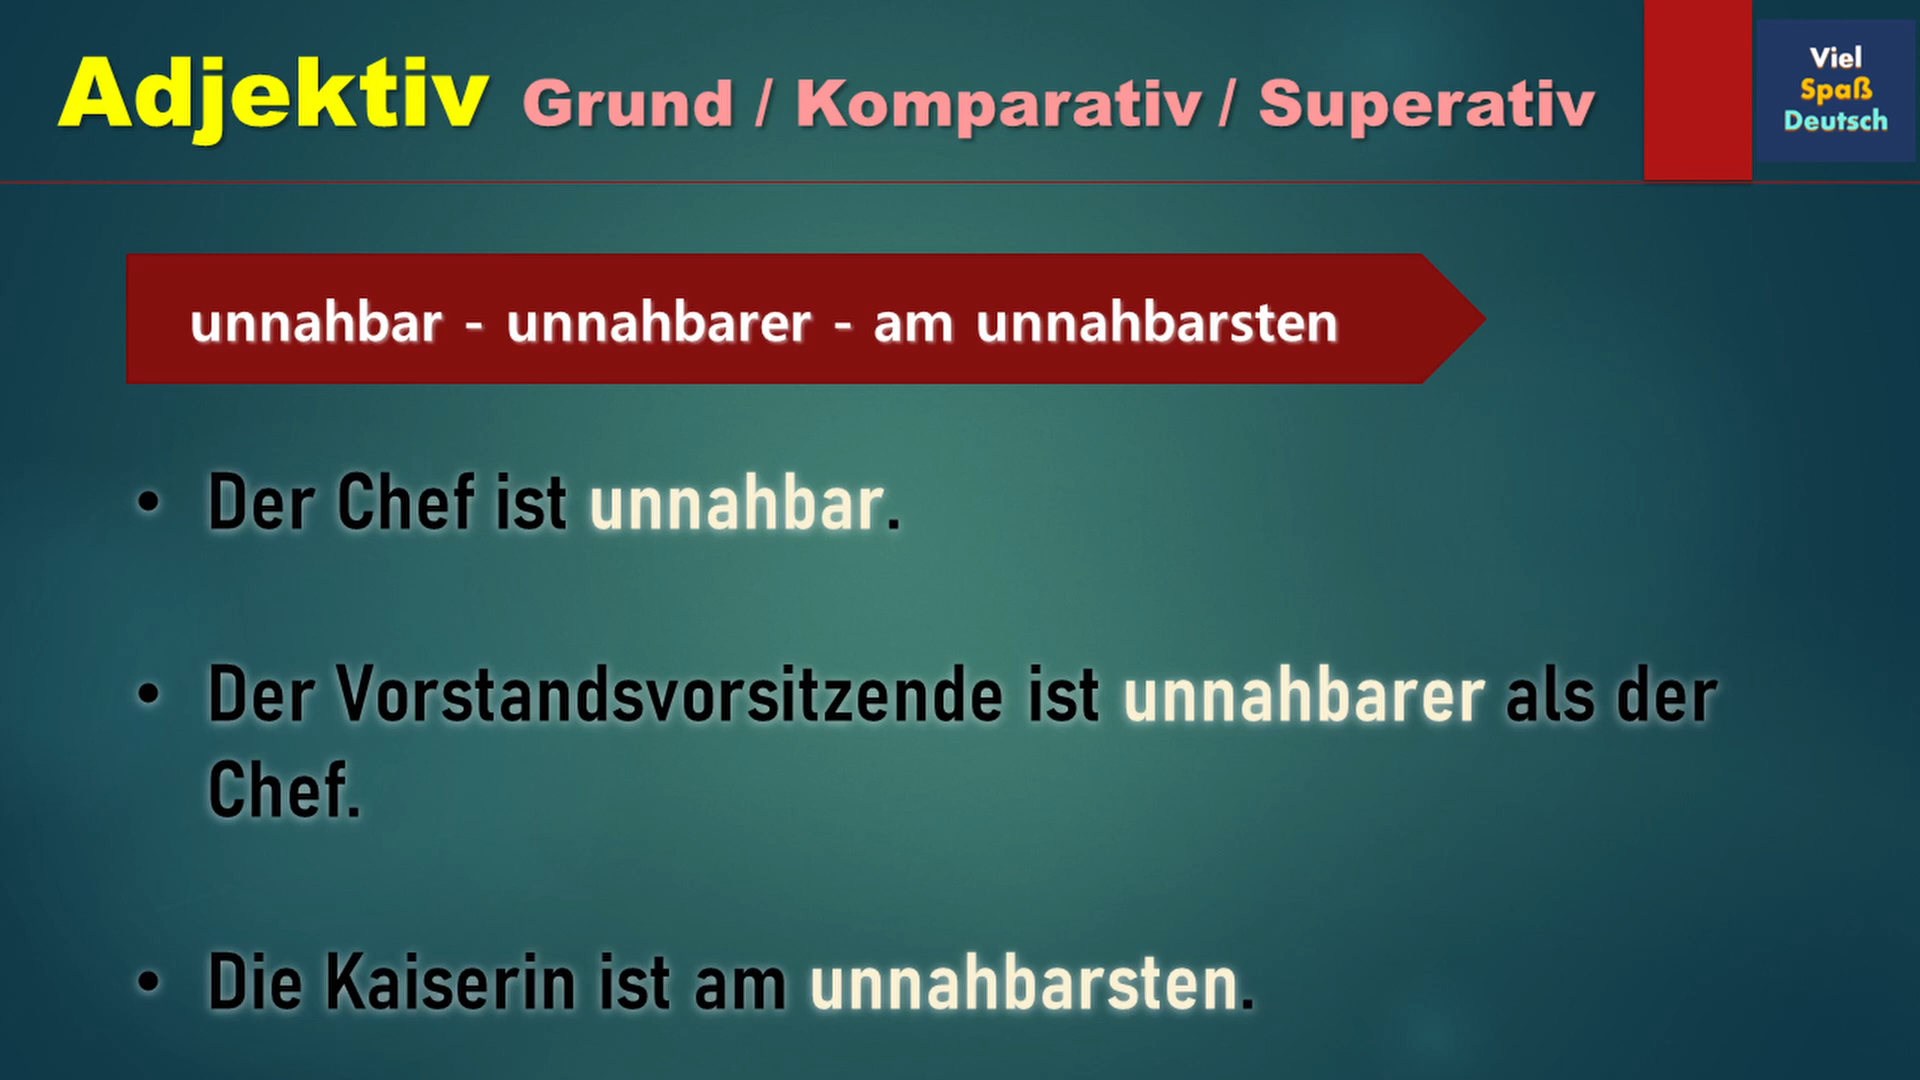 Adjektiv Grund / Komparativ / Superativ
Viel
Spaß
Deutsch
unnahbar - unnahbarer - am unnahbarsten
• Der Chef ist unnahbar.
• Der Vorstandsvorsitzende ist unnahbarer als der
Chef.
• Die Kaiserin ist am unnahbarsten.